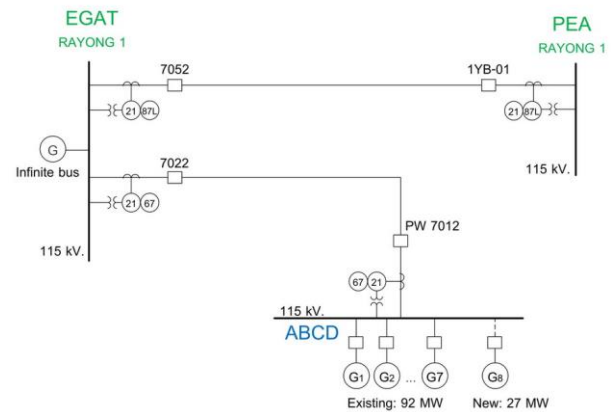 EGAT
RAYONG 1
PEA
RAYONG 1
7052
1YB-01
21 87L
21 87L
G
Infinite bus
7022
115 kV.
21 67
PW 7012
115 kV.
67 21
115 kV.
ABCD
G1 G2 ... G7 G8
Existing: 92 MW New: 27 MW